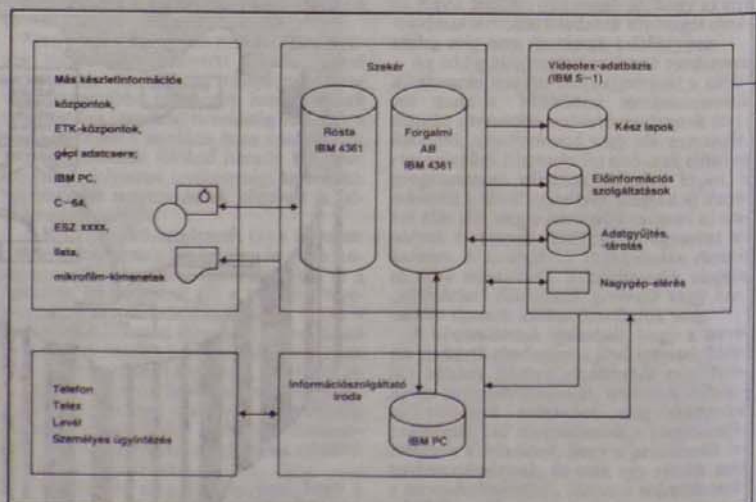 Más készletinformációs
központok,
ETK-központok,
gépi adatcsere;
IBM PC,
C-64,
ESZ xxxx,
lista,
mikrofilm-kimenetek
Szekér
Rösta
IBM 4361
Forgalmi
AB
IBM 4361
Videotex-adatbázis
(IBM S-1)
Kész lapok
Előinformációs
szolgáltatások
Adatgyűjtés,
-tárolás
Nagygép-elérés
Telefon
Telex
Levél
Személyes ügyintézés
Információszolgáltató
iroda
IBM PC